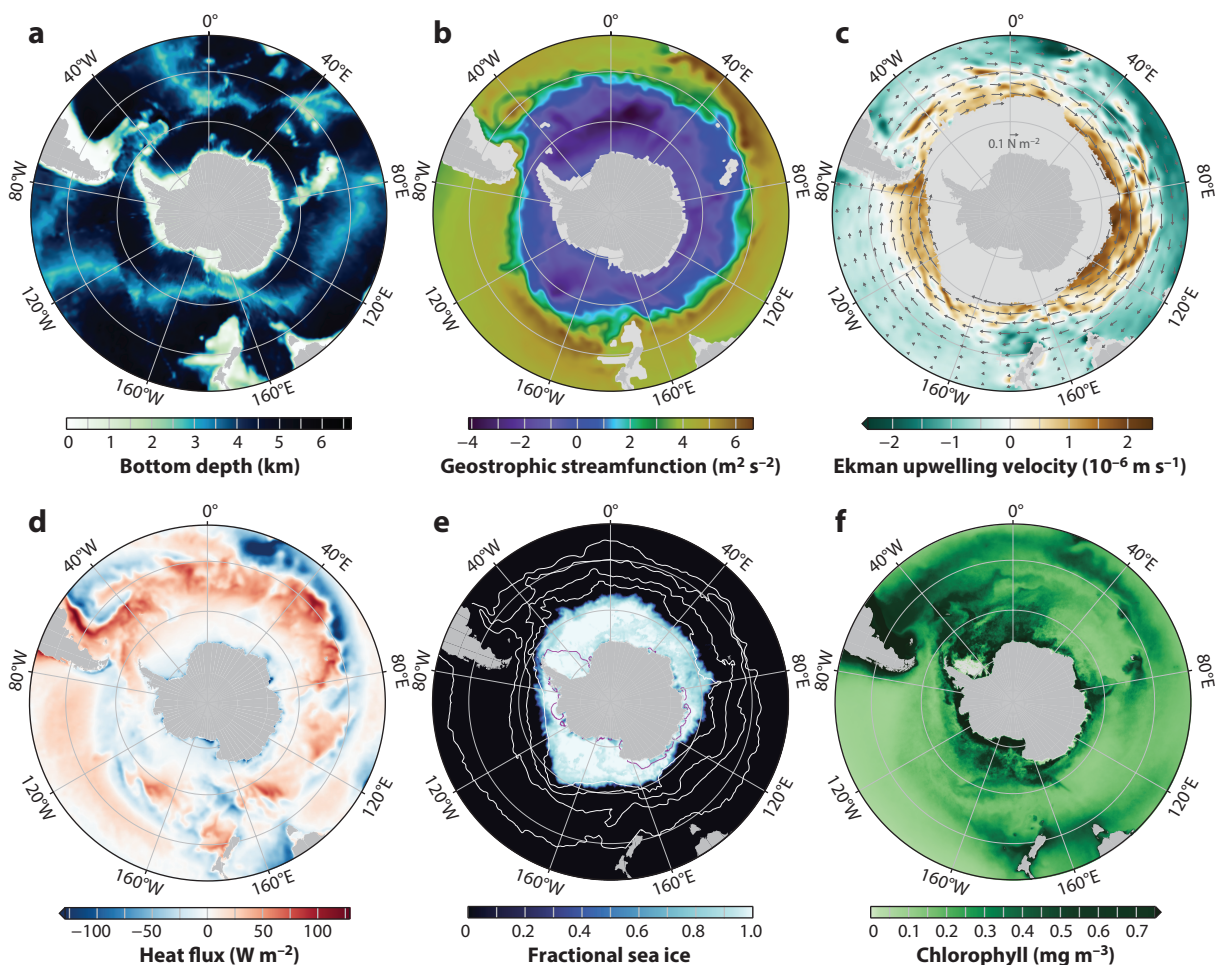 a
0°
40°W
40°E
80°W
80°E
120°W
120°E
160°W
160°E
0 1 2 3 4 5 6
Bottom depth (km)
b
0°
40°W
40°E
80°W
80°E
120°W
120°E
160°W
160°E
−4 −2 0 2 4 6
Geostrophic streamfunction (m² s⁻²)
c
0°
40°W
40°E
0.1 N m⁻²
80°W
80°E
120°W
120°E
160°W
160°E
−2 −1 0 1 2
Ekman upwelling velocity (10⁻⁶ m s⁻¹)
d
0°
40°W
40°E
80°W
80°E
120°W
120°E
160°W
160°E
−100 −50 0 50 100
Heat flux (W m⁻²)
e
0°
40°W
40°E
80°W
80°E
120°W
120°E
160°W
160°E
0 0.2 0.4 0.6 0.8 1.0
Fractional sea ice
f
0°
40°W
40°E
80°W
80°E
120°W
120°E
160°W
160°E
0 0.1 0.2 0.3 0.4 0.5 0.6 0.7
Chlorophyll (mg m⁻³)